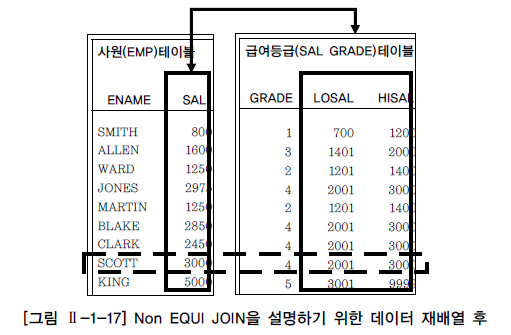 사원(EMP)테이블 급여등급(SAL GRADE)테이블
ENAME SAL GRADE LOSAL HISAL
SMITH 800 1 700 1200
ALLEN 1600 3 1401 2000
WARD 1250 2 1201 1400
JONES 2975 4 2001 3000
MARTIN 1250 2 1201 1400
BLAKE 2850 4 2001 3000
CLARK 2450 4 2001 3000
SCOTT 3000 4 2001 3000
KING 5000 5 3001 9999
[그림 Ⅱ-1-17] Non EQUI JOIN을 설명하기 위한 데이터 재배열 후